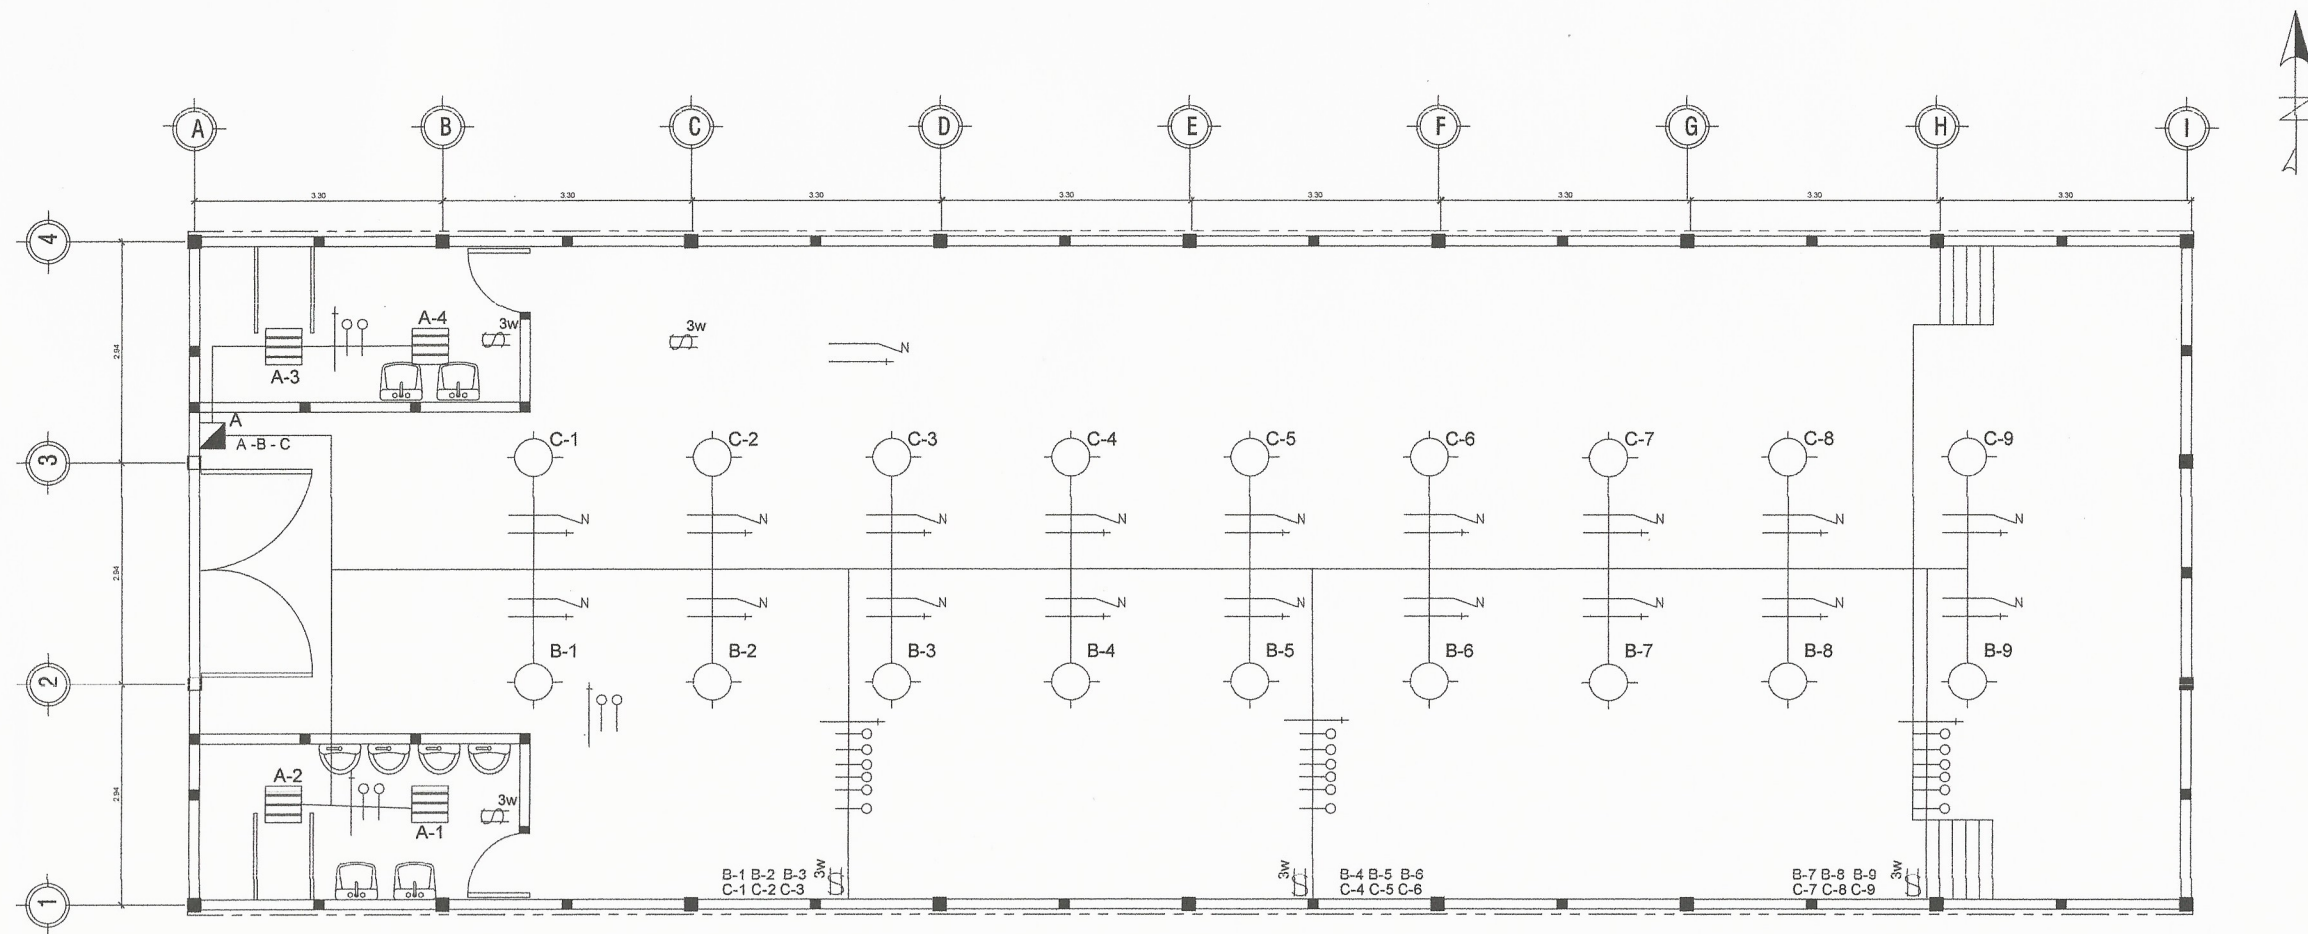 N
A B C D E F G H I
3.30 3.30 3.30 3.30 3.30 3.30 3.30 3.30
4
A-4
3w
3w
N
2.94
A-3
A
A -B - C
3
C-1 C-2 C-3 C-4 C-5 C-6 C-7 C-8 C-9
N N N N N N N N N
2.94
N N N N N N N N N
B-1 B-2 B-3 B-4 B-5 B-6 B-7 B-8 B-9
2
A-2
2.94
3w
A-1
B-1 B-2 B-3
C-1 C-2 C-3
3w
3w
B-4 B-5 B-6
C-4 C-5 C-6
B-7 B-8 B-9
C-7 C-8 C-9
3w
1